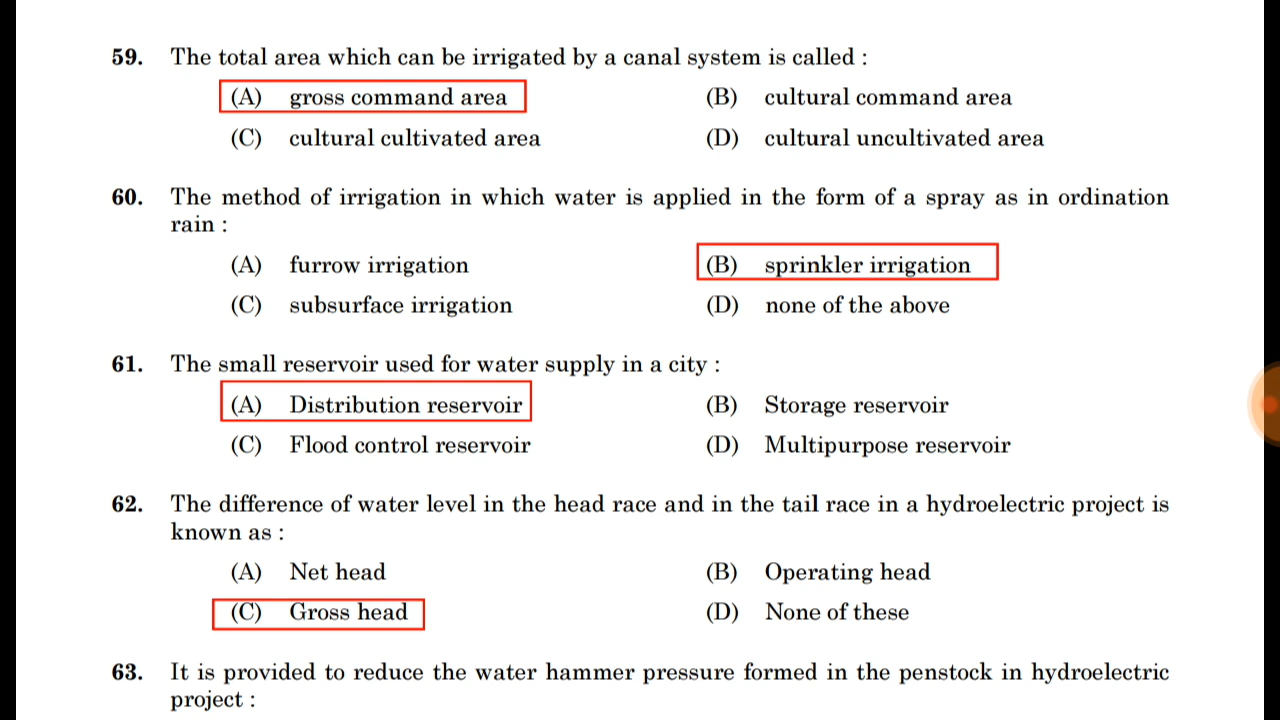 59. The total area which can be irrigated by a canal system is called :
(A) gross command area (B) cultural command area
(C) cultural cultivated area (D) cultural uncultivated area
60. The method of irrigation in which water is applied in the form of a spray as in ordination
rain :
(A) furrow irrigation (B) sprinkler irrigation
(C) subsurface irrigation (D) none of the above
61. The small reservoir used for water supply in a city :
(A) Distribution reservoir (B) Storage reservoir
(C) Flood control reservoir (D) Multipurpose reservoir
62. The difference of water level in the head race and in the tail race in a hydroelectric project is
known as :
(A) Net head (B) Operating head
(C) Gross head (D) None of these
63. It is provided to reduce the water hammer pressure formed in the penstock in hydroelectric
project :